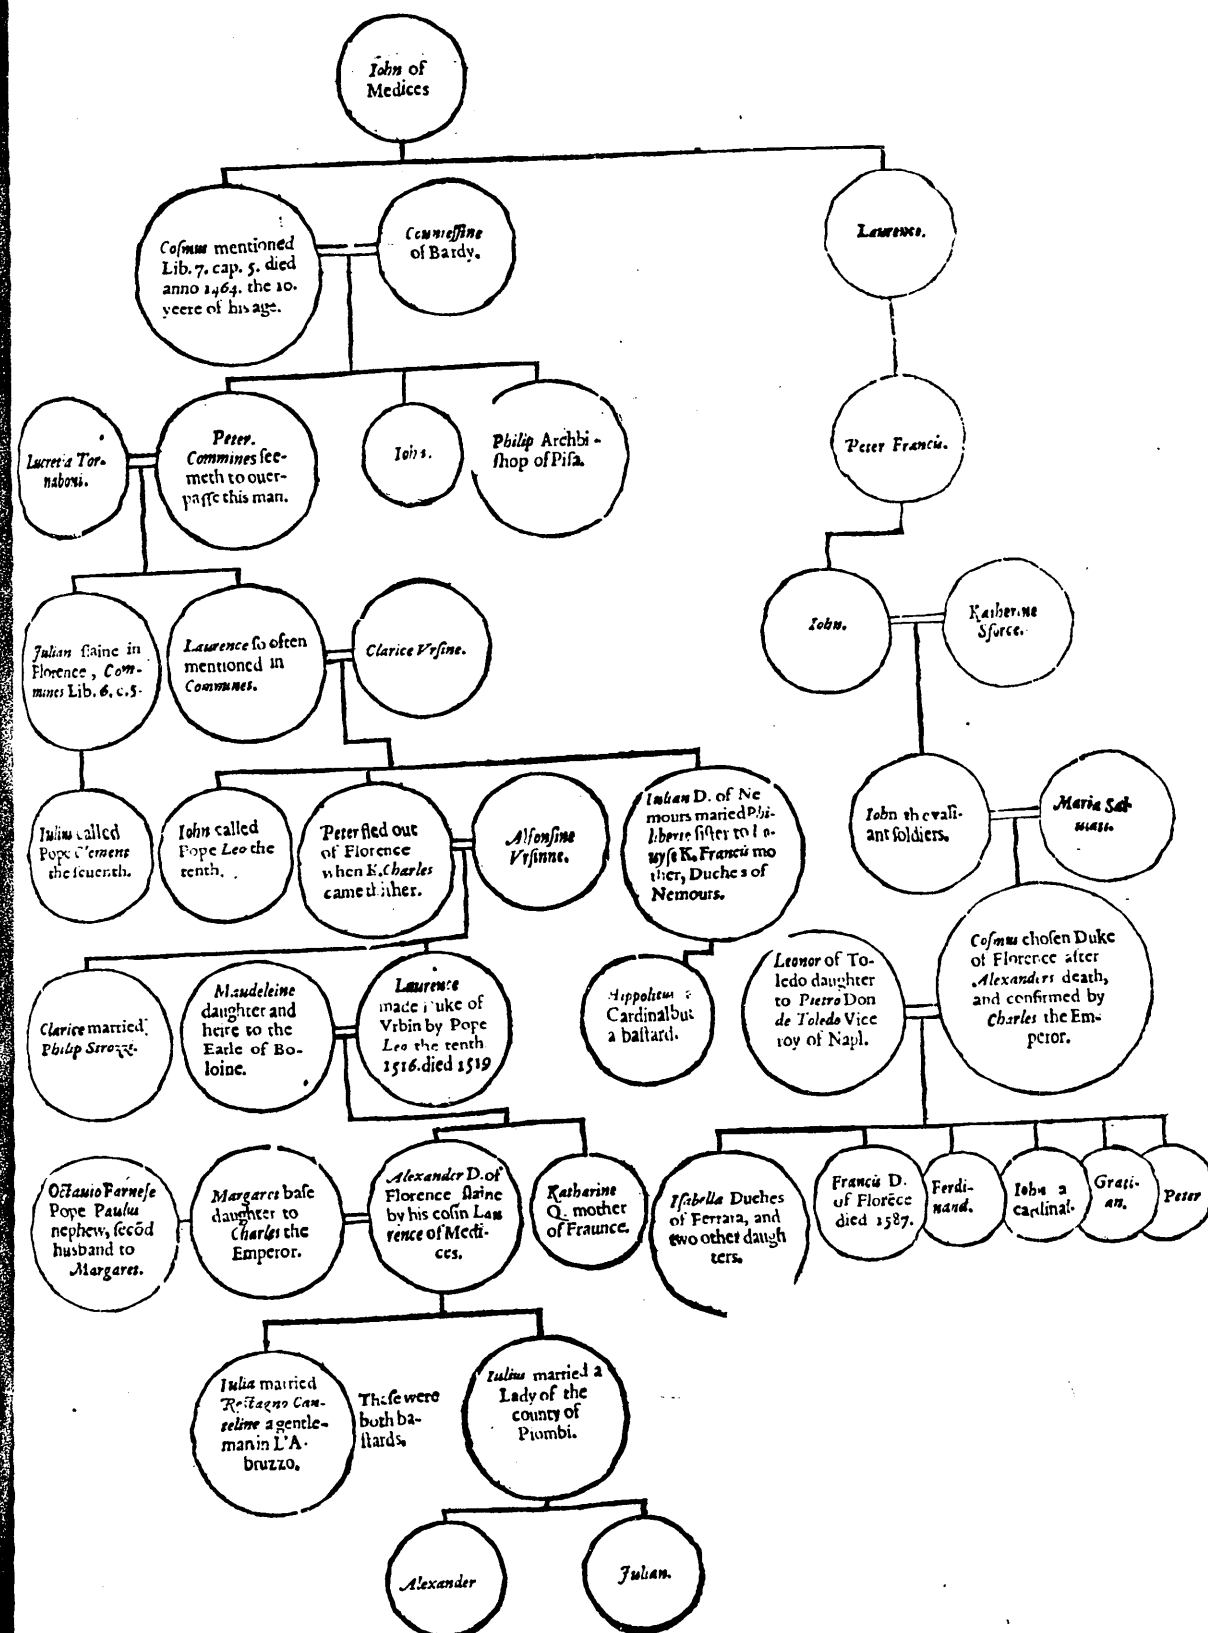 Iohn of
Medices
Coſmus mentioned
Lib. 7. cap. 5. died
anno 1464. the 10.
yeere of his age.
Counteſſine
of Bardy.
Laurence.
Lucretia Tor-
naboni.
Peter.
Commines ſee-
meth to ouer-
paſſe this man.
Iohn.
Philip Archbi-
ſhop of Piſa.
Peter Francis.
Iulian ſlaine in
Florence, Com-
mines Lib. 6. c. 5.
Laurence ſo often
mentioned in
Commines.
Clarice Vrſine.
Iohn.
Katherine
Sforce.
Iulius called
Pope Clement
the ſeuenth.
Iohn called
Pope Leo the
tenth.
Peter fled out
of Florence
when K. Charles
came thither.
Alfonſine
Vrſinne.
Iulian D. of Ne
mours maried Phi-
liberte ſiſter to Lo-
uyſe K. Francis mo
ther, Duches of
Nemours.
Iohn the vali-
ant ſoldiers.
Maria Sal-
uiati.
Clarice married
Philip Strozzi.
Maudeleine
daughter and
heire to the
Earle of Bo-
loine.
Laurence
made Duke of
Vrbin by Pope
Leo the tenth
1516. died 1519
Hippolitus a
Cardinal but
a baſtard.
Leonor of To-
ledo daughter
to Pietro Don
de Toledo Vice
roy of Napl.
Coſmus choſen Duke
of Florence after
Alexanders death,
and confirmed by
Charles the Em-
peror.
Octauio Farneſe
Pope Paulus
nephew, ſecōd
husband to
Margaret.
Margaret baſe
daughter to
Charles the
Emperor.
Alexander D. of
Florence ſlaine
by his coſin Lau
rence of Medi-
ces.
Katharine
Q. mother
of Fraunce.
Iſabella Duches
of Ferrara, and
two other daugh
ters.
Francis D.
of Florēce
died 1587.
Ferdi-
nand.
Iohn a
cardinal.
Grati-
an.
Peter
Iulia married
Reſtagno Can-
teline a gentle-
man in L'A-
bruzzo.
Theſe were
both ba-
ſtards.
Iulius married a
Lady of the
county of
Piombi.
Alexander
Julian.